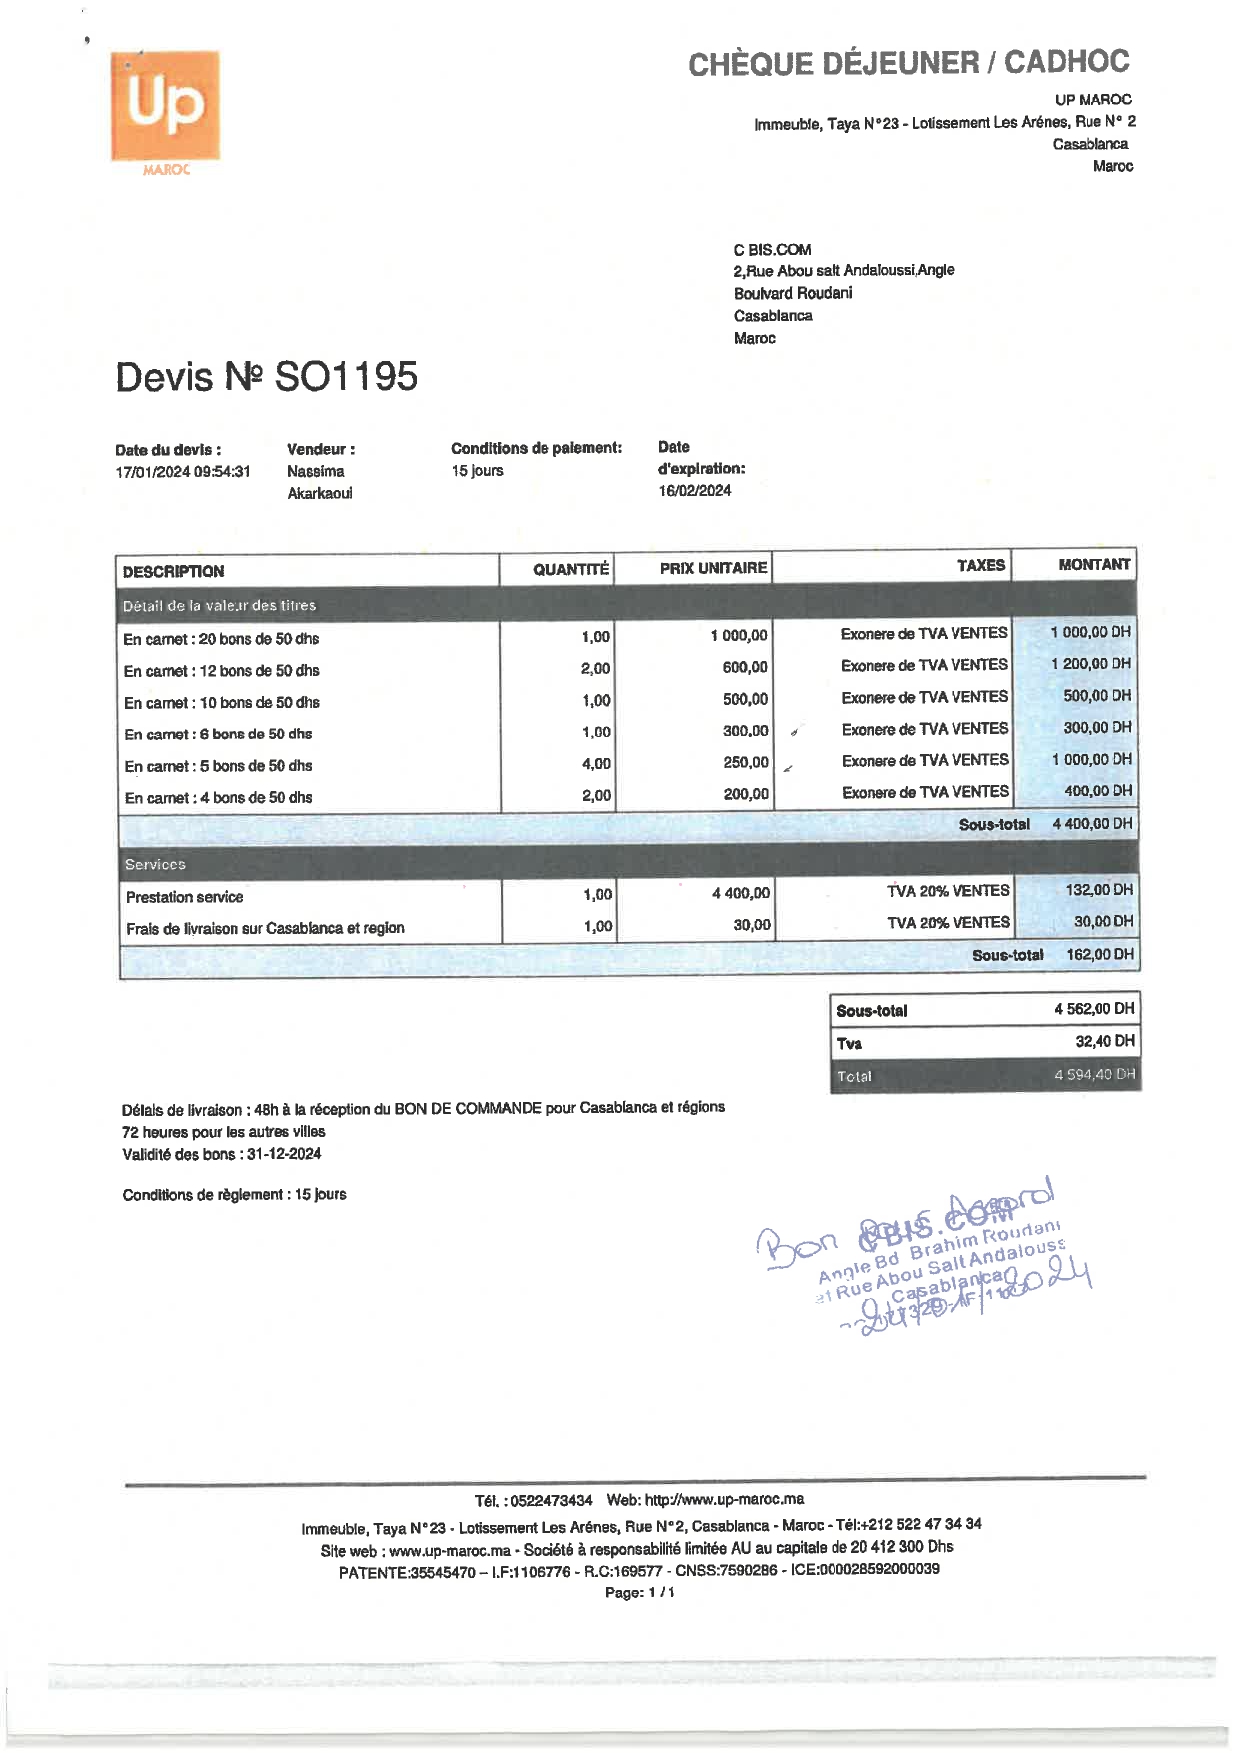 Up
MAROC
CHÈQUE DÉJEUNER / CADHOC
UP MAROC
Immeuble, Taya N°23 - Lotissement Les Arénes, Rue N° 2
Casablanca
Maroc
C BIS.COM
2,Rue Abou salt Andaloussi,Angle
Boulvard Roudani
Casablanca
Maroc
Devis Nº SO1195
Date du devis : Vendeur : Conditions de paiement: Date
17/01/2024 09:54:31 Nassima 15 jours d'expiration:
Akarkaoui 16/02/2024
DESCRIPTION QUANTITÉ PRIX UNITAIRE TAXES MONTANT
Détail de la valeur des titres
En carnet : 20 bons de 50 dhs 1,00 1 000,00 Exonere de TVA VENTES 1 000,00 DH
En carnet : 12 bons de 50 dhs 2,00 600,00 Exonere de TVA VENTES 1 200,00 DH
En carnet : 10 bons de 50 dhs 1,00 500,00 Exonere de TVA VENTES 500,00 DH
En carnet : 6 bons de 50 dhs 1,00 300,00 Exonere de TVA VENTES 300,00 DH
En carnet : 5 bons de 50 dhs 4,00 250,00 Exonere de TVA VENTES 1 000,00 DH
En carnet : 4 bons de 50 dhs 2,00 200,00 Exonere de TVA VENTES 400,00 DH
Sous-total 4 400,00 DH
Services
Prestation service 1,00 4 400,00 TVA 20% VENTES 132,00 DH
Frais de livraison sur Casablanca et region 1,00 30,00 TVA 20% VENTES 30,00 DH
Sous-total 162,00 DH
Sous-total 4 562,00 DH
Tva 32,40 DH
Total 4 594,40 DH
Délais de livraison : 48h à la réception du BON DE COMMANDE pour Casablanca et régions
72 heures pour les autres villes
Validité des bons : 31-12-2024
Conditions de règlement : 15 jours
Bon pour Accord
CBIS.COM
Angle Bd Brahim Roudani
et Rue Abou Salt Andalouss
Casablanca
Tél. : 0522473434 Web: http://www.up-maroc.ma
Immeuble, Taya N°23 - Lotissement Les Arénes, Rue N°2, Casablanca - Maroc - Tél:+212 522 47 34 34
Site web : www.up-maroc.ma - Société à responsabilité limitée AU au capitale de 20 412 300 Dhs
PATENTE:35545470 – I.F:1106776 - R.C:169577 - CNSS:7590286 - ICE:000028592000039
Page: 1 / 1